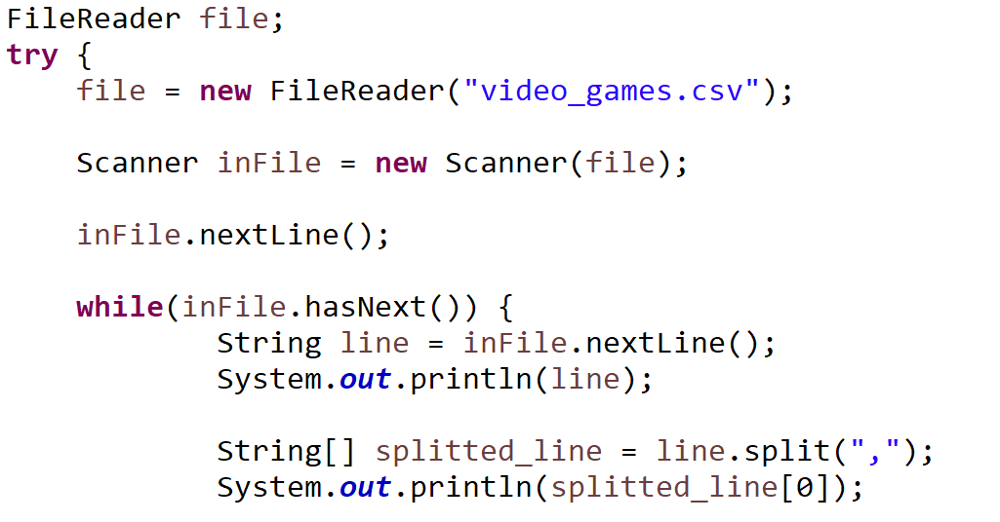 FileReader file;
try {
file = new FileReader("video_games.csv");
Scanner inFile = new Scanner(file);
inFile.nextLine();
while(inFile.hasNext()) {
String line = inFile.nextLine();
System.out.println(line);
String[] splitted_line = line.split(",");
System.out.println(splitted_line[0]);